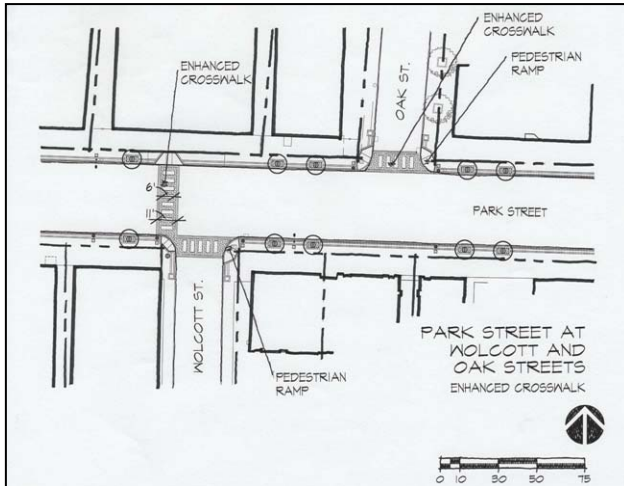 ENHANCED
CROSSWALK
OAK ST.
PEDESTRIAN
RAMP
ENHANCED
CROSSWALK
6'
11'
PARK STREET
WOLCOTT ST.
PEDESTRIAN
RAMP
PARK STREET AT
WOLCOTT AND
OAK STREETS
ENHANCED CROSSWALK
0 10 30 50 75